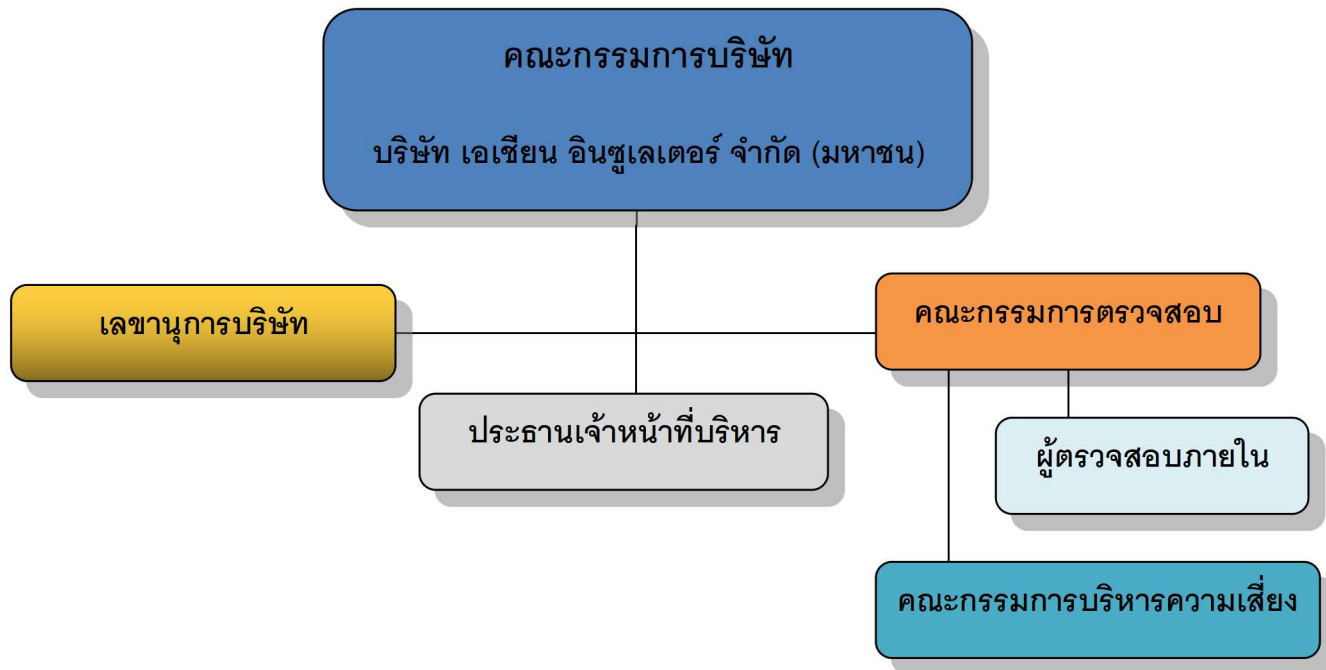 คณะกรรมการบริษัท
บริษัท เอเชียน อินซูเลเตอร์ จำกัด (มหาชน)
เลขานุการบริษัท
คณะกรรมการตรวจสอบ
ประธานเจ้าหน้าที่บริหาร
ผู้ตรวจสอบภายใน
คณะกรรมการบริหารความเสี่ยง